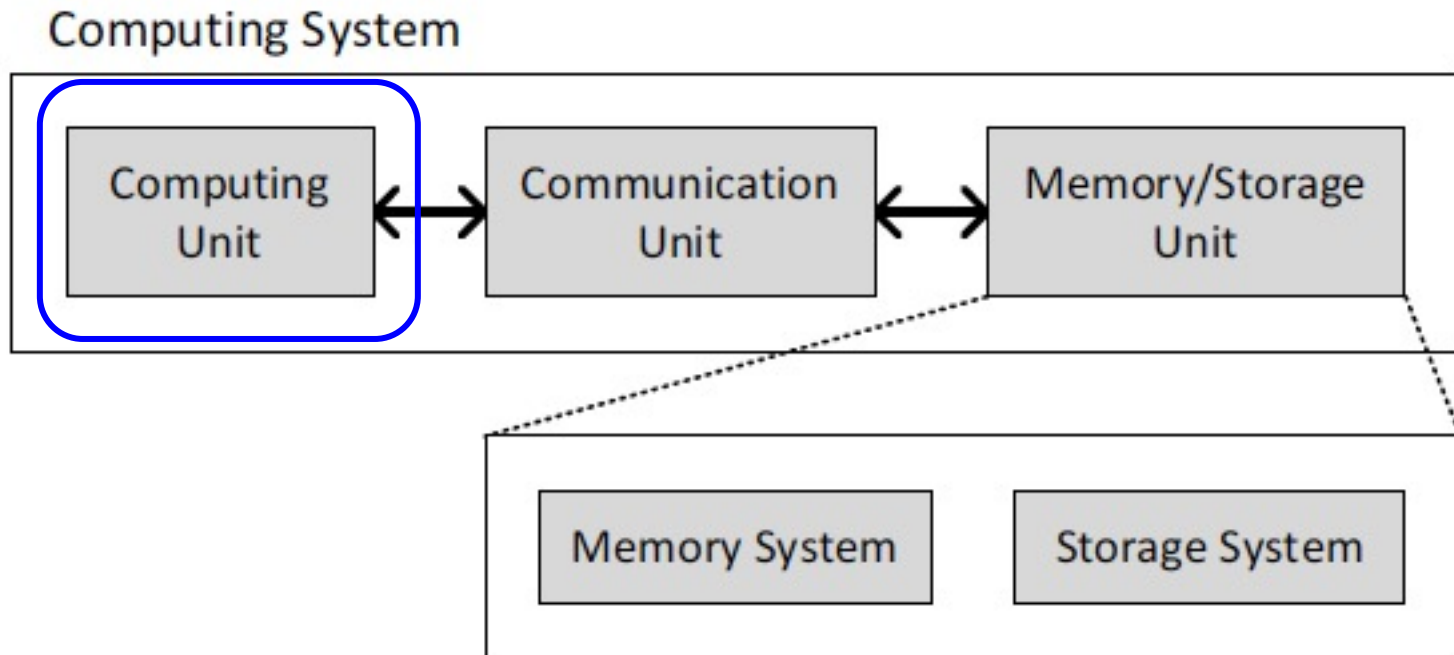 Computing System
Computing
Unit
Communication
Unit
Memory/Storage
Unit
Memory System
Storage System